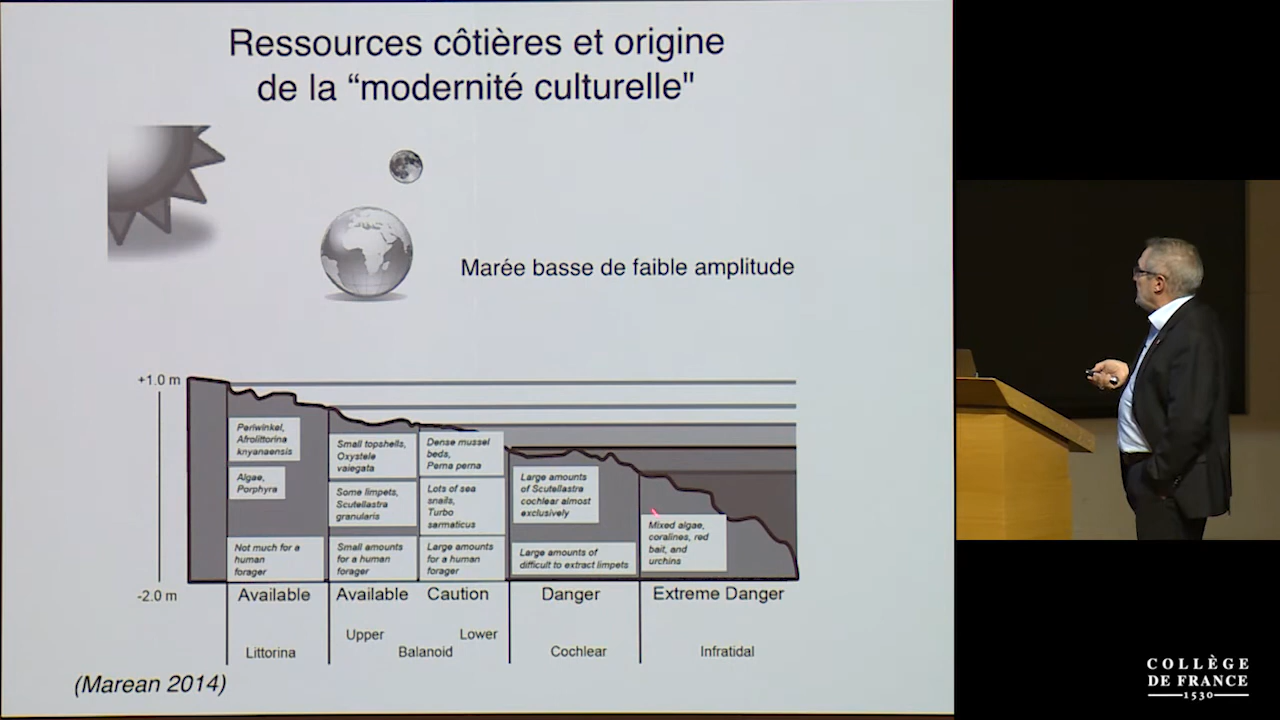 Ressources côtières et origine
de la “modernité culturelle"
Marée basse de faible amplitude
+1.0 m
-2.0 m
Periwinkel,
Afrolittorina
knyanaensis
Algae,
Porphyra
Not much for a
human
forager
Small topshells,
Oxystele
vaiegata
Some limpets,
Scutellastra
granularis
Small amounts
for a human
forager
Dense mussel
beds,
Perna perna
Lots of sea
snails,
Turbo
sarmaticus
Large amounts
for a human
forager
Large amounts
of Scutellastra
cochlear almost
exclusively
Large amounts of
difficult to extract limpets
Mixed algae,
coralines, red
bait, and
urchins
Available
Available
Caution
Danger
Extreme Danger
Upper
Lower
Littorina
Balanoid
Cochlear
Infratidal
(Marean 2014)
COLLÈGE
DE FRANCE
1530